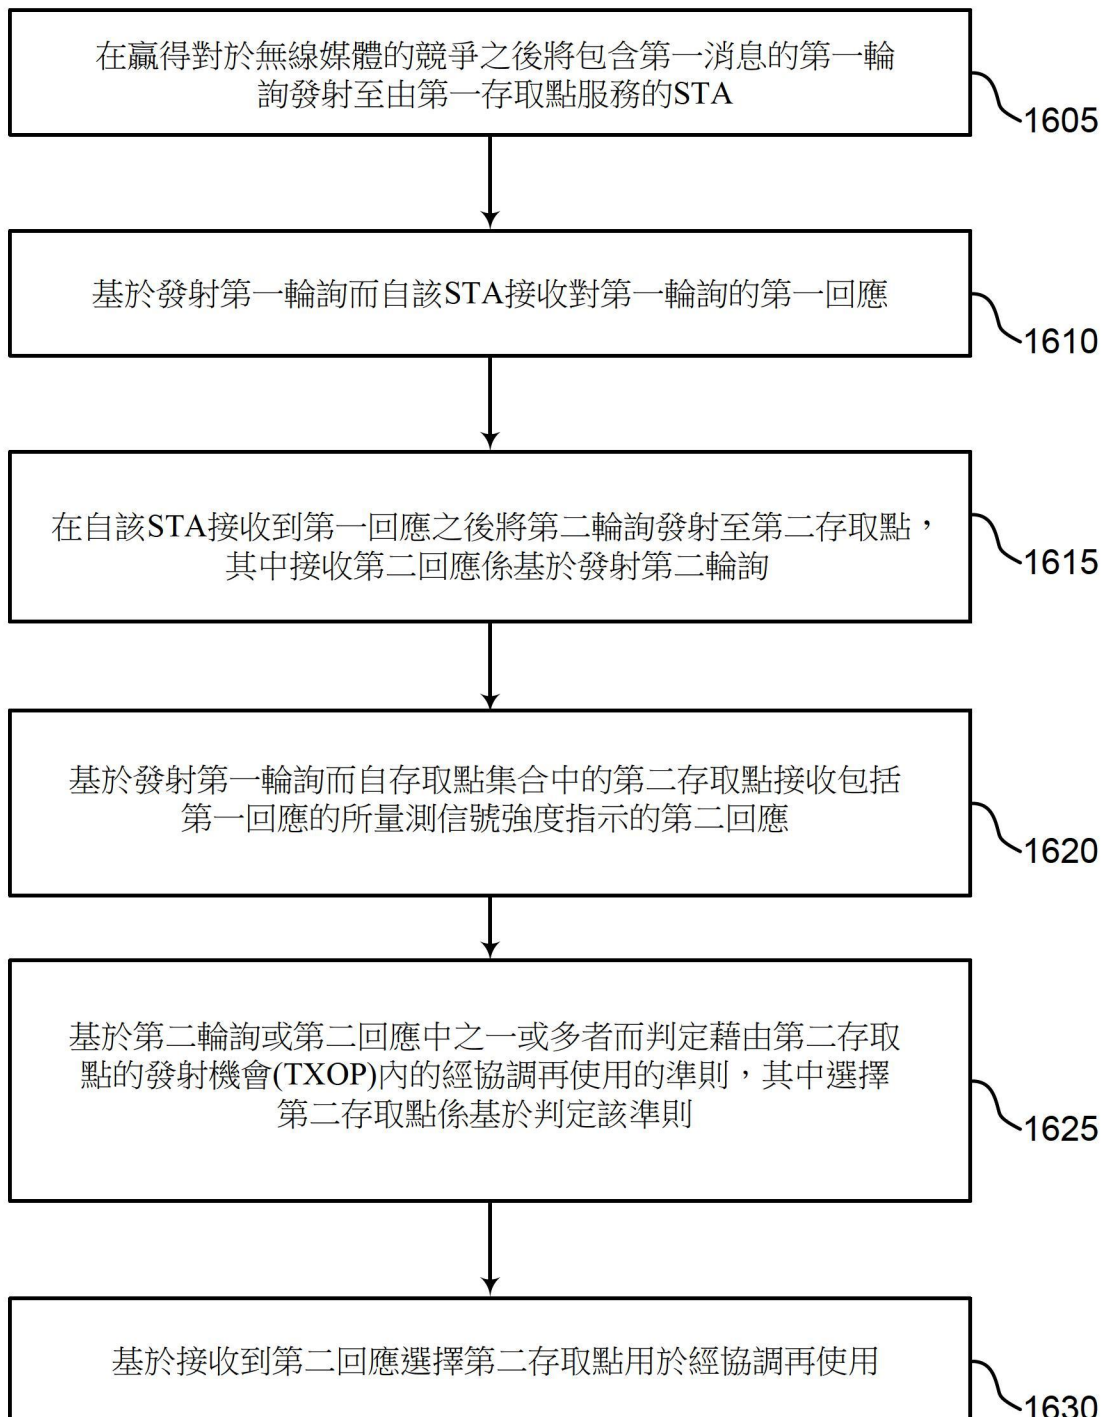 在贏得對於無線媒體的競爭之後將包含第一消息的第一輪
詢發射至由第一存取點服務的STA
1605
基於發射第一輪詢而自該STA接收對第一輪詢的第一回應
1610
在自該STA接收到第一回應之後將第二輪詢發射至第二存取點，
其中接收第二回應係基於發射第二輪詢
1615
基於發射第一輪詢而自存取點集合中的第二存取點接收包括
第一回應的所量測信號強度指示的第二回應
1620
基於第二輪詢或第二回應中之一或多者而判定藉由第二存取
點的發射機會(TXOP)內的經協調再使用的準則，其中選擇
第二存取點係基於判定該準則
1625
基於接收到第二回應選擇第二存取點用於經協調再使用
1630